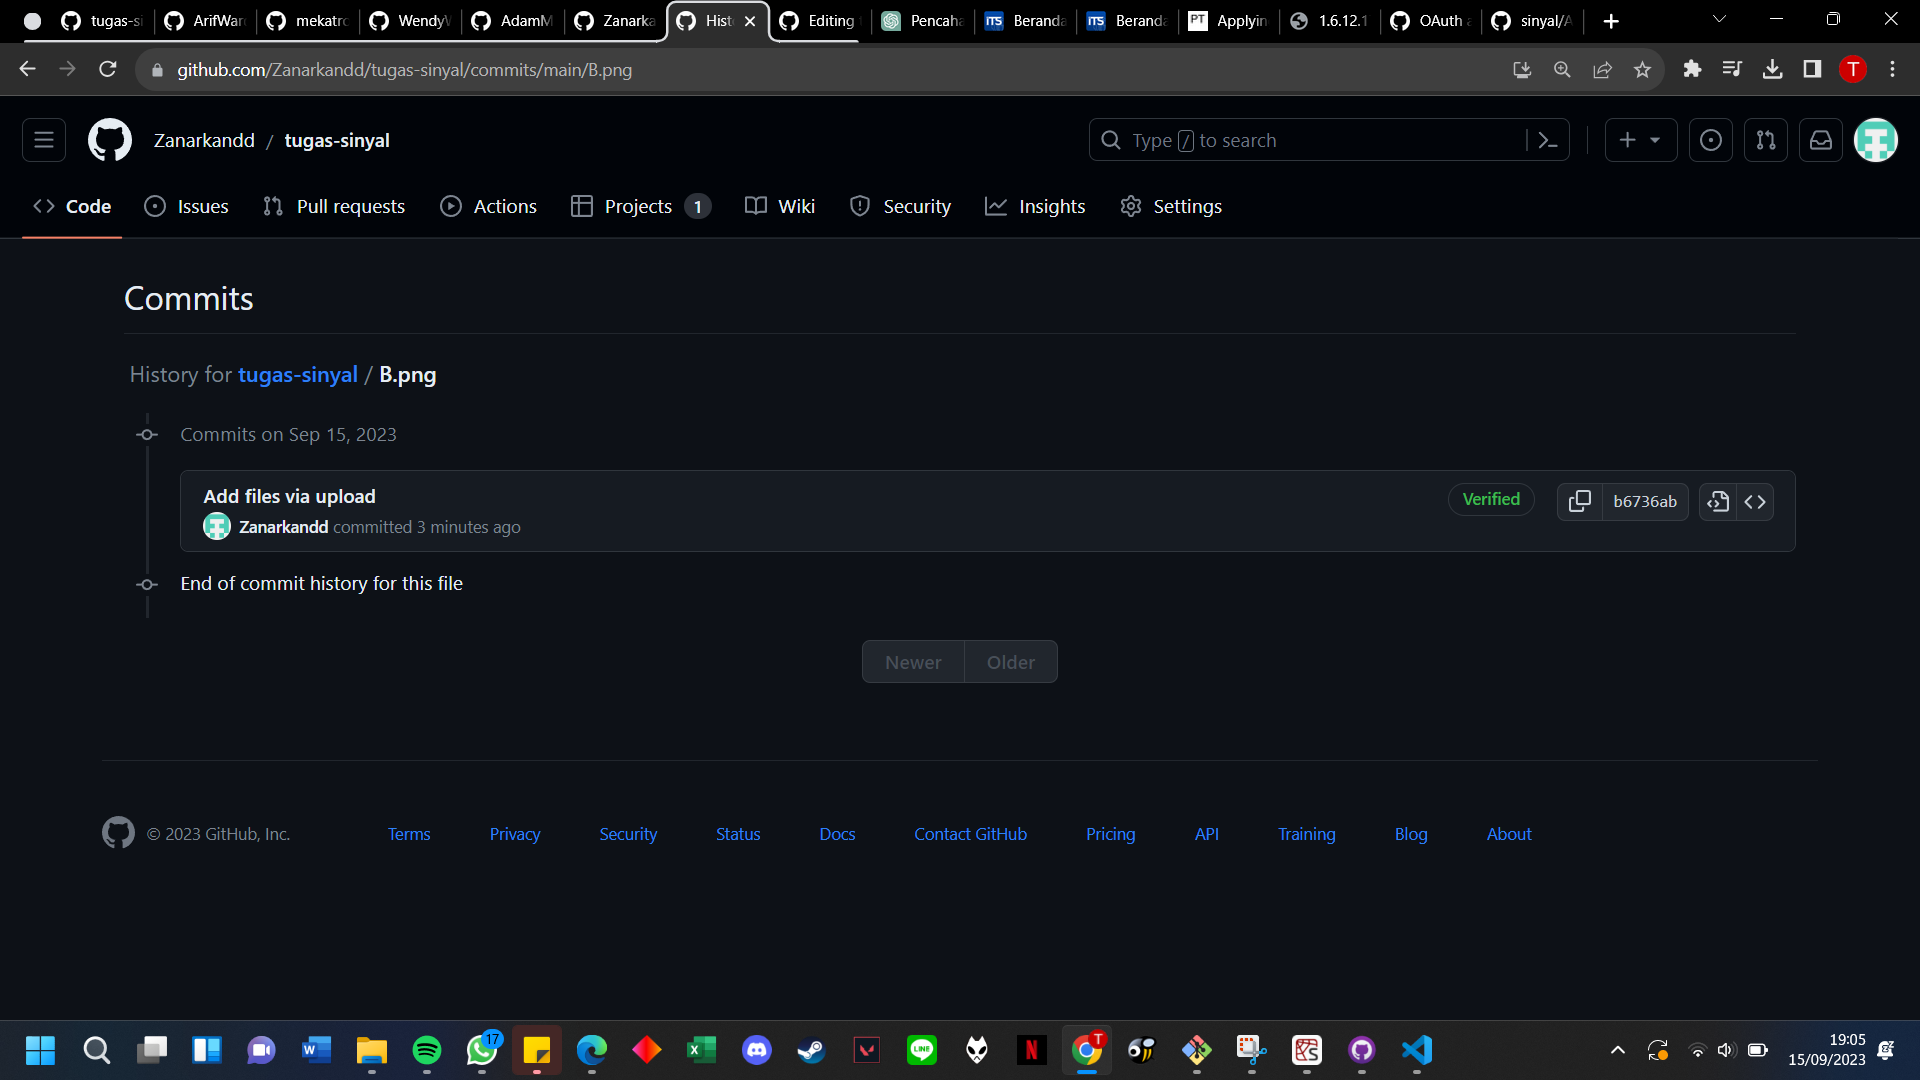 tugas-si
ArifWar
mekatro
WendyW
AdamM
Zanarka
Hist
Editing
Pencaha
ITS
Beranda
ITS
Beranda
PT
Applyin
1.6.12.1
OAuth a
sinyal/A
github.com/Zanarkandd/tugas-sinyal/commits/main/B.png
T
Zanarkandd / tugas-sinyal
Type / to search
Code
Issues
Pull requests
Actions
Projects 1
Wiki
Security
Insights
Settings
Commits
History for tugas-sinyal / B.png
Commits on Sep 15, 2023
Add files via upload
Verified
b6736ab
Zanarkandd committed 3 minutes ago
End of commit history for this file
Newer
Older
© 2023 GitHub, Inc.
Terms
Privacy
Security
Status
Docs
Contact GitHub
Pricing
API
Training
Blog
About
17
T
19:05
15/09/2023